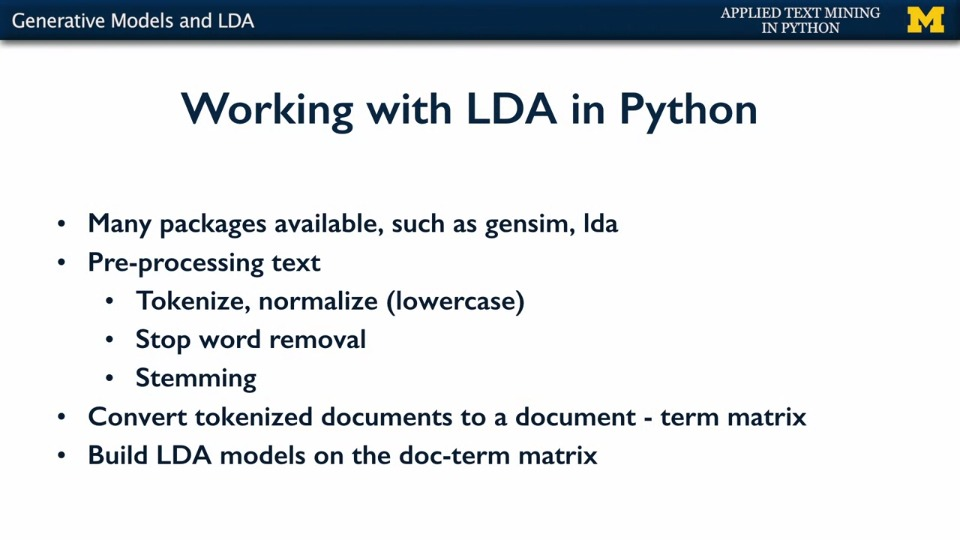 Generative Models and LDA
APPLIED TEXT MINING
IN PYTHON
M
Working with LDA in Python
• Many packages available, such as gensim, lda
• Pre-processing text
• Tokenize, normalize (lowercase)
• Stop word removal
• Stemming
• Convert tokenized documents to a document - term matrix
• Build LDA models on the doc-term matrix